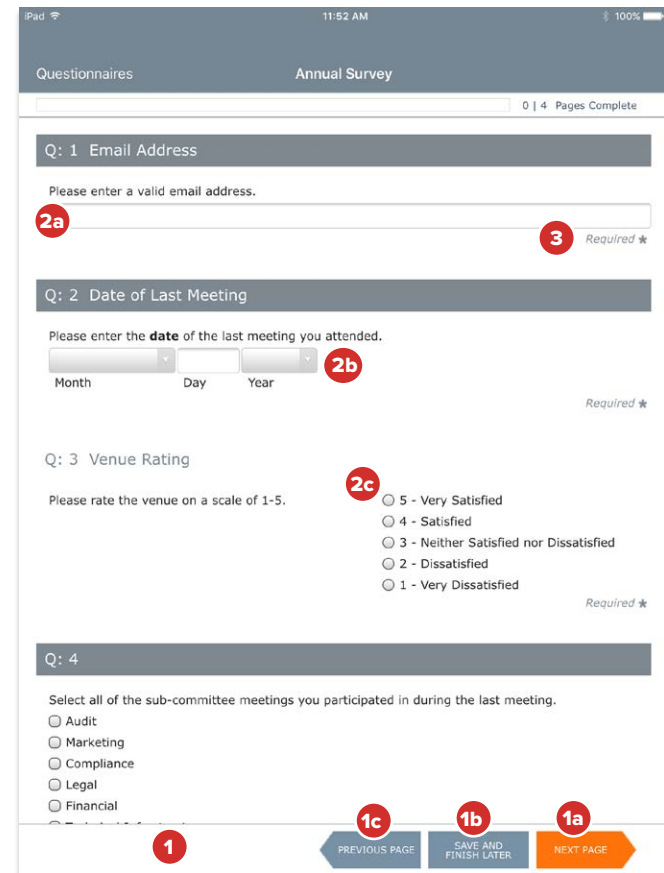 iPad 11:52 AM 100%
Questionnaires Annual Survey
0 | 4 Pages Complete
Q: 1 Email Address
Please enter a valid email address.
2a
3 Required *
Q: 2 Date of Last Meeting
Please enter the date of the last meeting you attended.
2b
Month Day Year
Required *
Q: 3 Venue Rating
2c
Please rate the venue on a scale of 1-5. 5 - Very Satisfied
4 - Satisfied
3 - Neither Satisfied nor Dissatisfied
2 - Dissatisfied
1 - Very Dissatisfied
Required *
Q: 4
Select all of the sub-committee meetings you participated in during the last meeting.
Audit
Marketing
Compliance
Legal
Financial
1 1c 1b 1a
PREVIOUS PAGE SAVE AND FINISH LATER NEXT PAGE